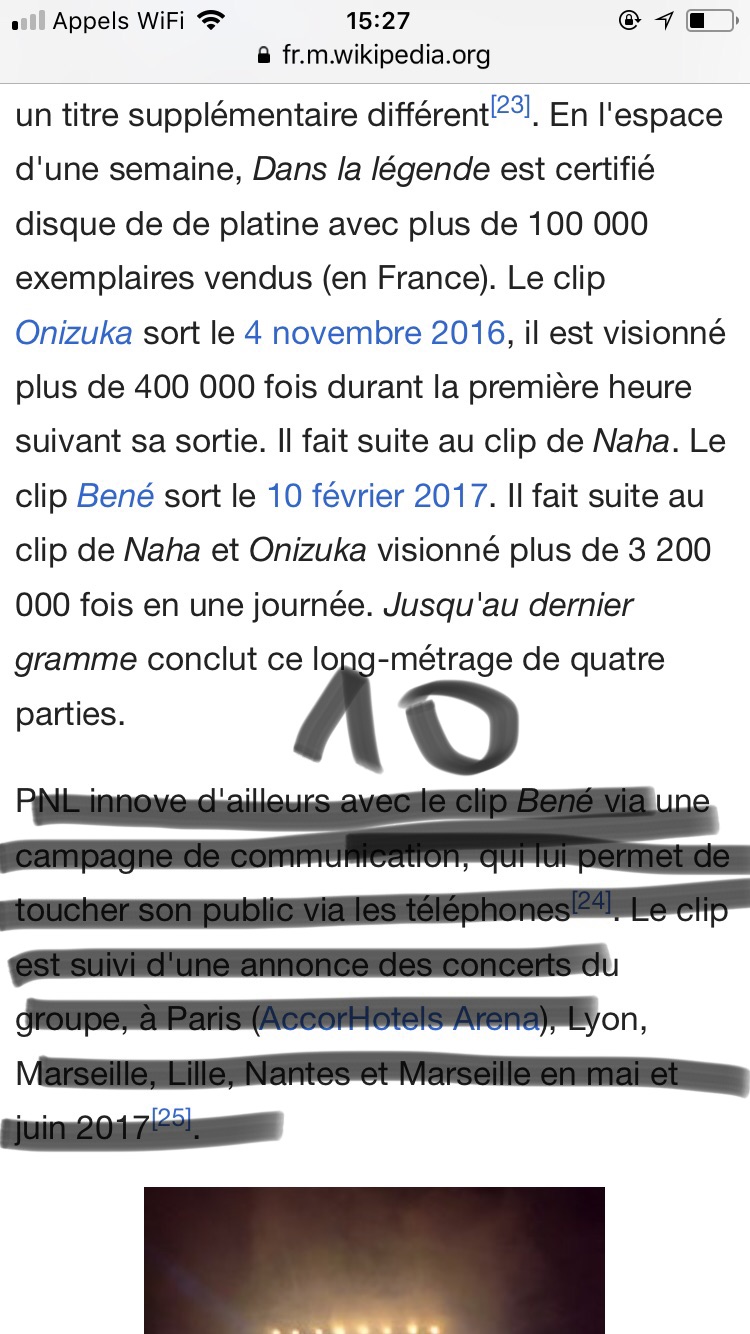 Appels WiFi 15:27
fr.m.wikipedia.org
un titre supplémentaire différent[23]. En l'espace
d'une semaine, Dans la légende est certifié
disque de de platine avec plus de 100 000
exemplaires vendus (en France). Le clip
Onizuka sort le 4 novembre 2016, il est visionné
plus de 400 000 fois durant la première heure
suivant sa sortie. Il fait suite au clip de Naha. Le
clip Bené sort le 10 février 2017. Il fait suite au
clip de Naha et Onizuka visionné plus de 3 200
000 fois en une journée. Jusqu'au dernier
gramme conclut ce long-métrage de quatre
parties.
10
PNL innove d'ailleurs avec le clip Bené via une
campagne de communication, qui lui permet de
toucher son public via les téléphones[24]. Le clip
est suivi d'une annonce des concerts du
groupe, à Paris (AccorHotels Arena), Lyon,
Marseille, Lille, Nantes et Marseille en mai et
juin 2017[25].